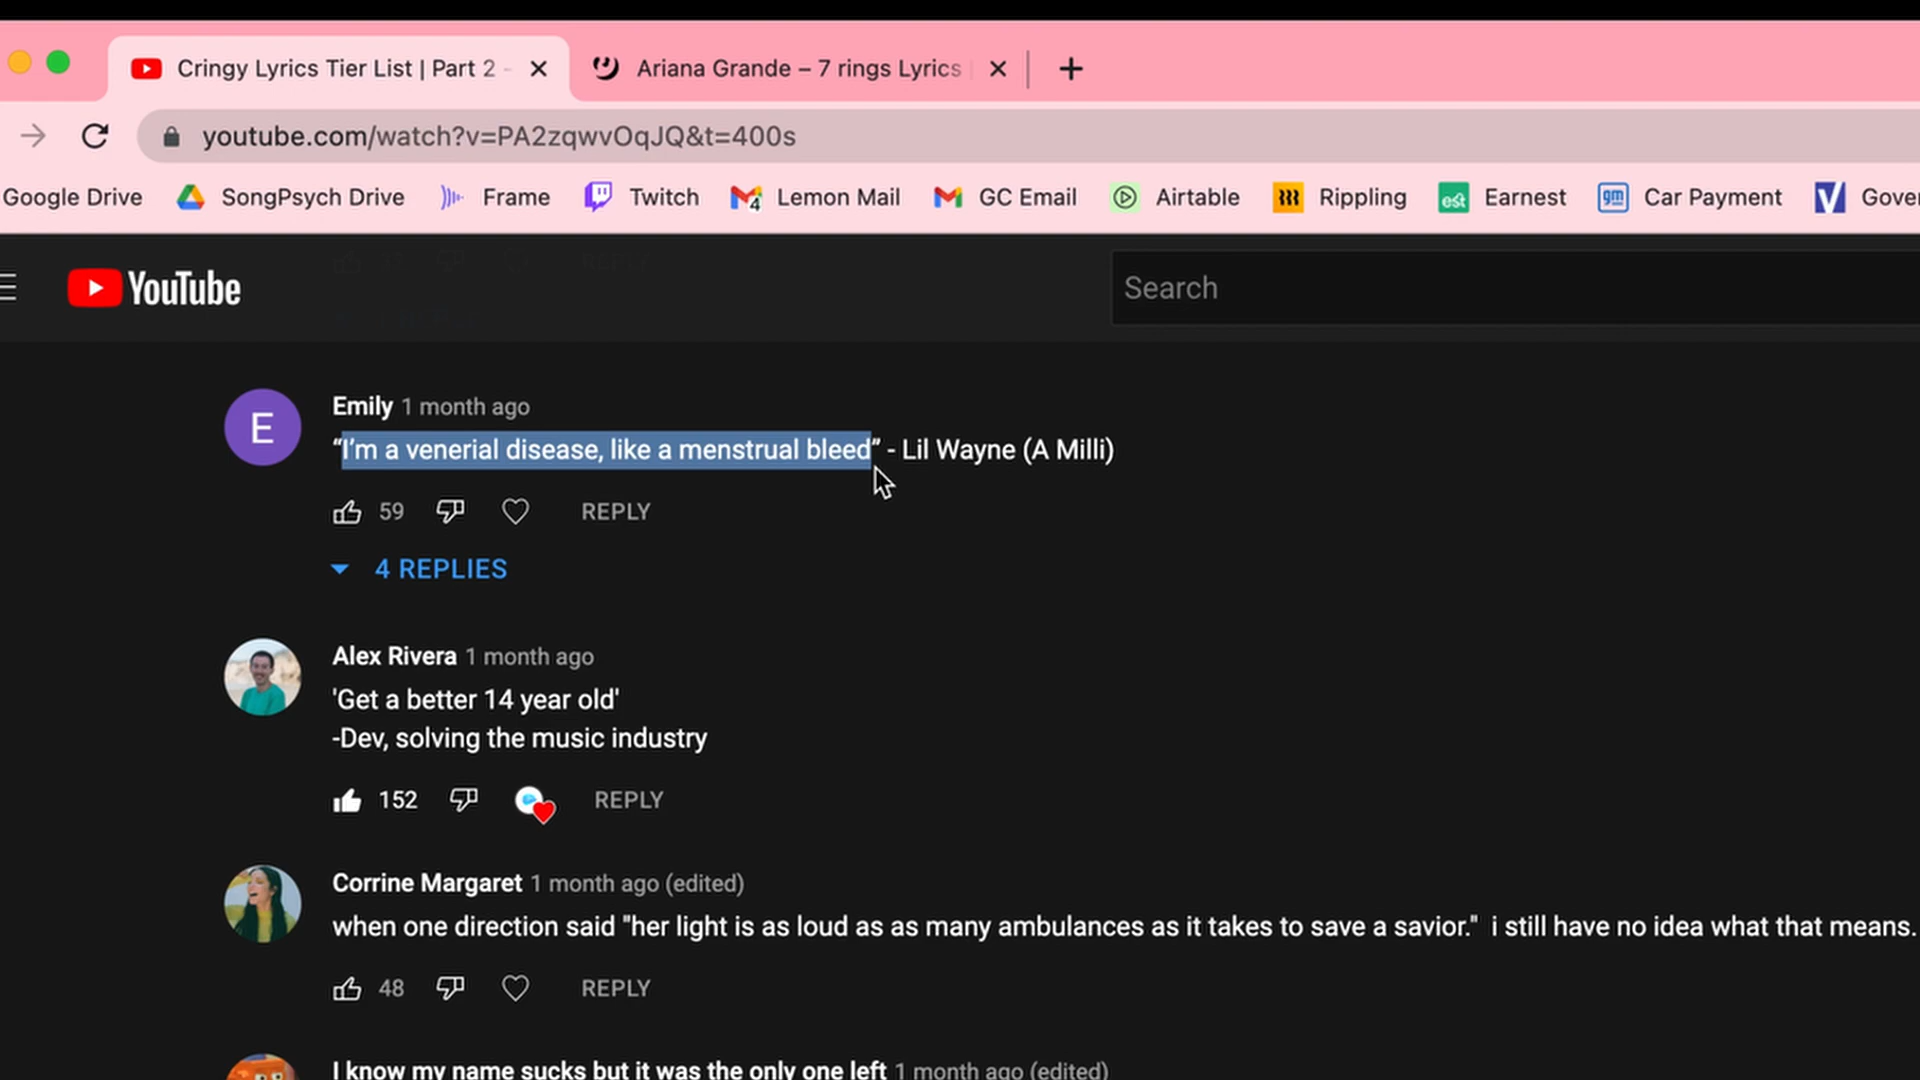 Cringy Lyrics Tier List | Part 2 -
Ariana Grande – 7 rings Lyrics
youtube.com/watch?v=PA2zqwvOqJQ&t=400s
Google Drive SongPsych Drive Frame Twitch 4 Lemon Mail GC Email Airtable Rippling est Earnest gm Car Payment Gover
YouTube
Search
E
Emily 1 month ago
“I’m a venerial disease, like a menstrual bleed” - Lil Wayne (A Milli)
59 REPLY
4 REPLIES
Alex Rivera 1 month ago
'Get a better 14 year old'
-Dev, solving the music industry
152 REPLY
Corrine Margaret 1 month ago (edited)
when one direction said "her light is as loud as as many ambulances as it takes to save a savior." i still have no idea what that means.
48 REPLY
I know my name sucks but it was the only one left 1 month ago (edited)